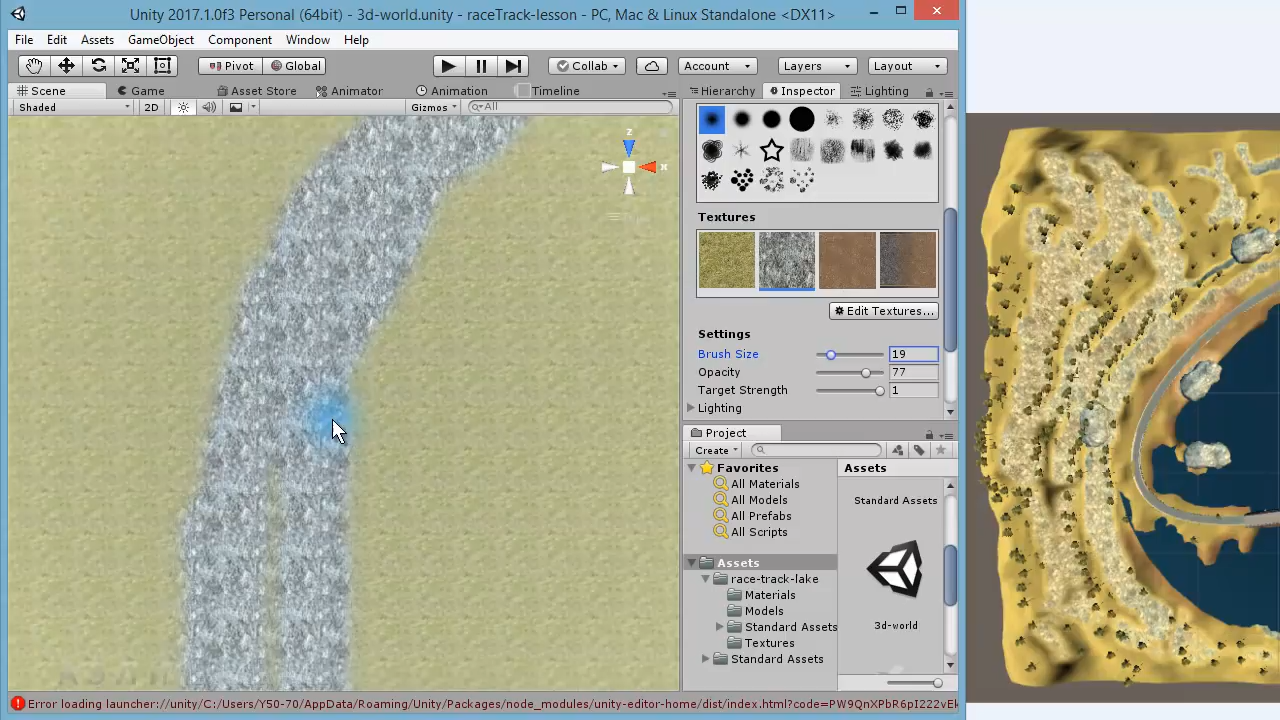 Unity 2017.1.0f3 Personal (64bit) - 3d-world.unity - raceTrack-lesson - PC, Mac & Linux Standalone <DX11>
File Edit Assets GameObject Component Window Help
Pivot Global Collab Account Layers Layout
Scene Game Asset Store Animator Animation Timeline Hierarchy Inspector Lighting
Shaded 2D Gizmos All
z
x
Textures
Edit Textures...
Settings
Brush Size 19
Opacity 77
Target Strength 1
Lighting
Project
Create
Favorites
All Materials
All Models
All Prefabs
All Scripts
Assets
race-track-lake
Materials
Models
Standard Assets
Textures
Standard Assets
Assets
Standard Assets
3d-world
Error loading launcher://unity/C:/Users/Y50-70/AppData/Roaming/Unity/Packages/node_modules/unity-editor-home/dist/index.html?code=PW9QnXPbR6pI222vEk